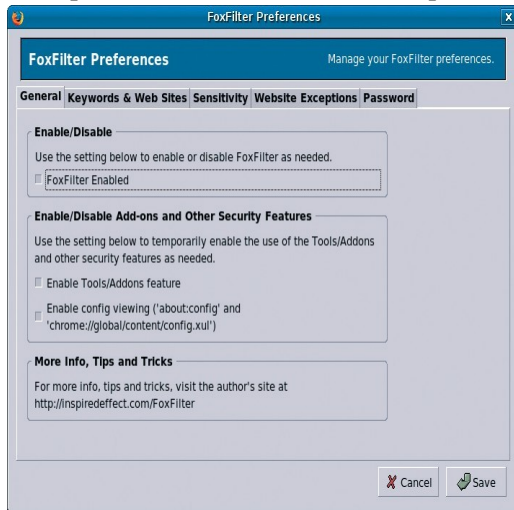 FoxFilter Preferences
X
FoxFilter Preferences
Manage your FoxFilter preferences.
General Keywords & Web Sites Sensitivity Website Exceptions Password
Enable/Disable
Use the setting below to enable or disable FoxFilter as needed.
FoxFilter Enabled
Enable/Disable Add-ons and Other Security Features
Use the setting below to temporarily enable the use of the Tools/Addons
and other security features as needed.
Enable Tools/Addons feature
Enable config viewing ('about:config' and
'chrome://global/content/config.xul')
More Info, Tips and Tricks
For more info, tips and tricks, visit the author's site at
http://inspiredeffect.com/FoxFilter
Cancel
Save